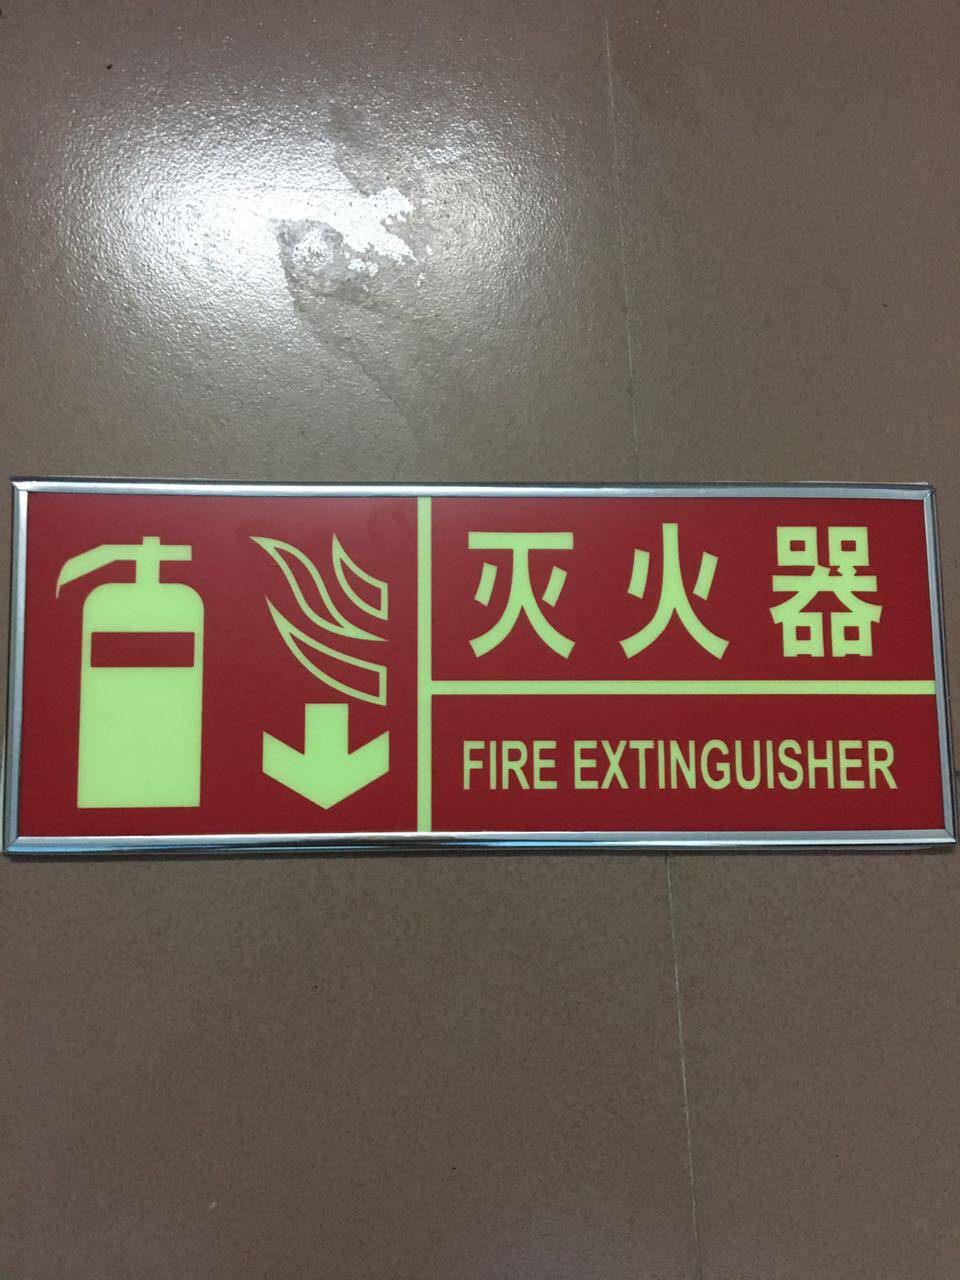 灭火器
FIRE EXTINGUISHER